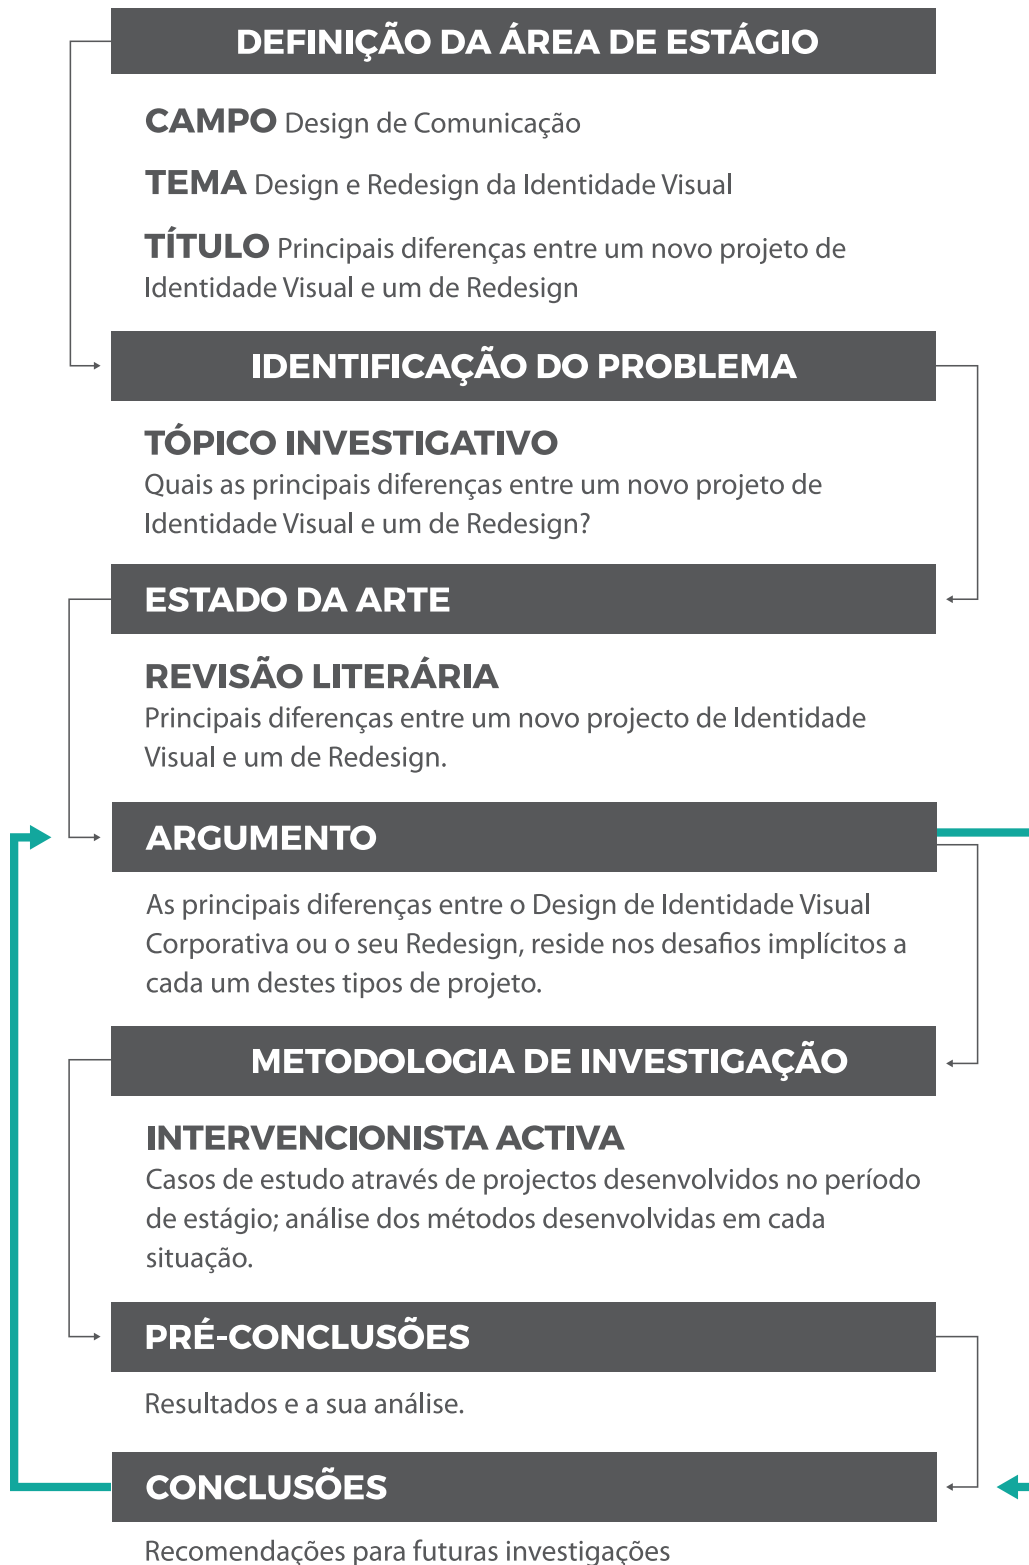 DEFINIÇÃO DA ÁREA DE ESTÁGIO
CAMPO Design de Comunicação
TEMA Design e Redesign da Identidade Visual
TÍTULO Principais diferenças entre um novo projeto de
Identidade Visual e um de Redesign
IDENTIFICAÇÃO DO PROBLEMA
TÓPICO INVESTIGATIVO
Quais as principais diferenças entre um novo projeto de
Identidade Visual e um de Redesign?
ESTADO DA ARTE
REVISÃO LITERÁRIA
Principais diferenças entre um novo projecto de Identidade
Visual e um de Redesign.
ARGUMENTO
As principais diferenças entre o Design de Identidade Visual
Corporativa ou o seu Redesign, reside nos desafios implícitos a
cada um destes tipos de projeto.
METODOLOGIA DE INVESTIGAÇÃO
INTERVENCIONISTA ACTIVA
Casos de estudo através de projectos desenvolvidos no período
de estágio; análise dos métodos desenvolvidas em cada
situação.
PRÉ-CONCLUSÕES
Resultados e a sua análise.
CONCLUSÕES
Recomendações para futuras investigações